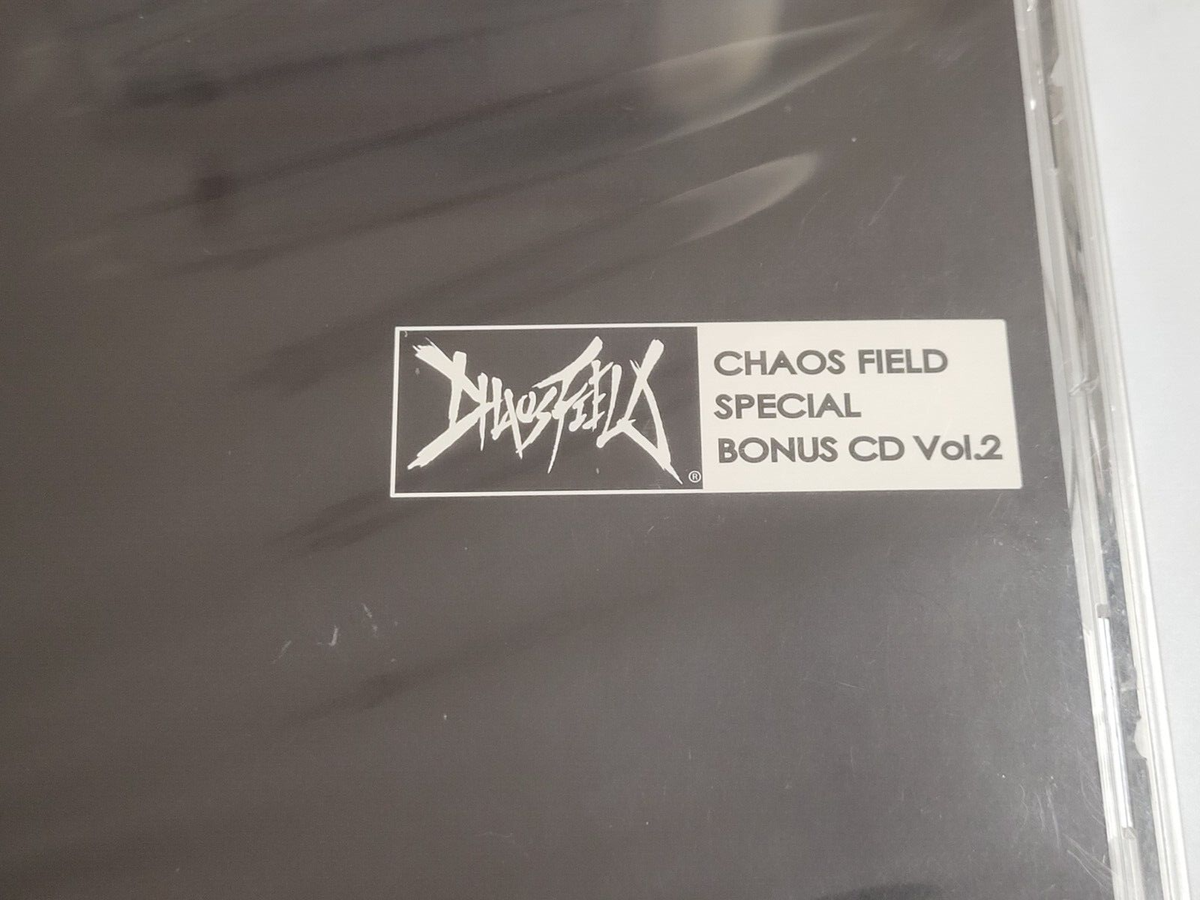 CHAOS FIELD
®
CHAOS FIELD
SPECIAL
BONUS CD Vol.2